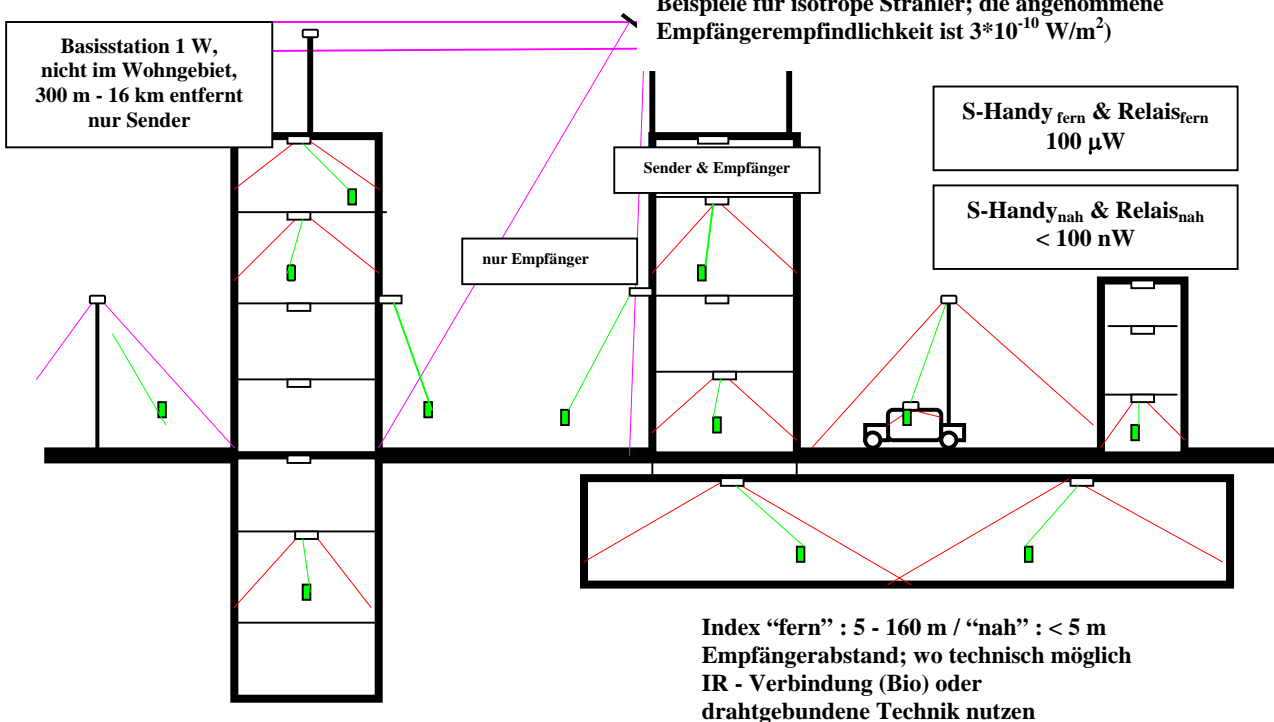 Beispiele für isotrope Strahler; die angenommene
Empfängerempfindlichkeit ist 3*10⁻¹⁰ W/m²)
Basisstation 1 W,
nicht im Wohngebiet,
300 m - 16 km entfernt
nur Sender
S-Handy fern & Relaisfern
100 µW
Sender & Empfänger
S-Handynah & Relaisnah
< 100 nW
nur Empfänger
Index “fern” : 5 - 160 m / “nah” : < 5 m
Empfängerabstand; wo technisch möglich
IR - Verbindung (Bio) oder
drahtgebundene Technik nutzen